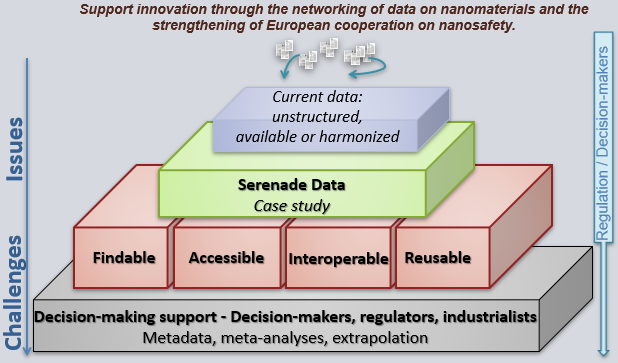 Support innovation through the networking of data on nanomaterials and the
strengthening of European cooperation on nanosafety.
Issues
Challenges
Regulation / Decision-makers
Current data:
unstructured,
available or harmonized
Serenade Data
Case study
Findable
Accessible
Interoperable
Reusable
Decision-making support - Decision-makers, regulators, industrialists
Metadata, meta-analyses, extrapolation